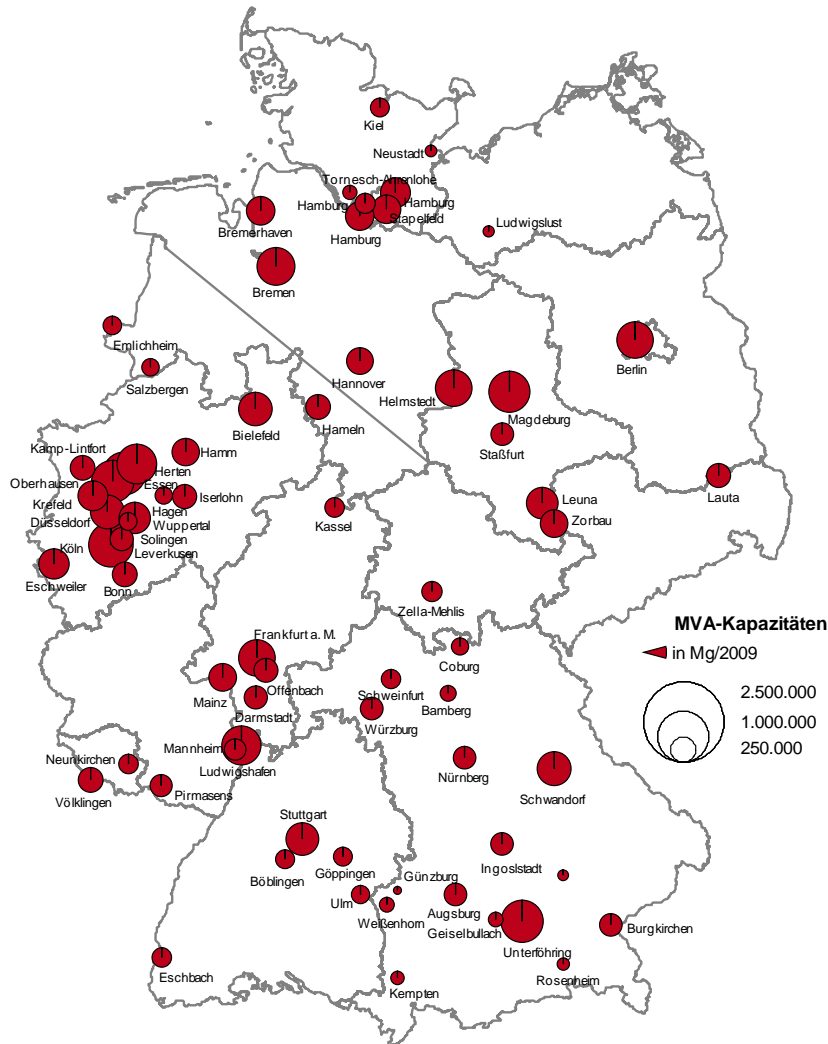 Kiel
Neustadt
Tornesch-Ahrenlohe
Hamburg
Hamburg
Stapelfeld
Hamburg
Bremerhaven
Ludwigslust
Bremen
Emlichheim
Salzbergen
Hannover
Berlin
Helmstedt
Magdeburg
Bielefeld
Hameln
Staßfurt
Kamp-Lintfort
Hamm
Herten
Oberhausen
Essen
Iserlohn
Krefeld
Hagen
Düsseldorf
Wuppertal
Solingen
Köln
Leverkusen
Eschweiler
Bonn
Kassel
Leuna
Zorbau
Lauta
Zella-Mehlis
MVA-Kapazitäten
in Mg/2009
2.500.000
1.000.000
250.000
Frankfurt a. M.
Coburg
Offenbach
Mainz
Schweinfurt
Bamberg
Darmstadt
Würzburg
Mannheim
Neunkirchen
Ludwigshafen
Nürnberg
Pirmasens
Völklingen
Schwandorf
Stuttgart
Göppingen
Böblingen
Ingoslstadt
Günzburg
Ulm
Weißenhorn
Augsburg
Geiselbullach
Burgkirchen
Unterföhring
Eschbach
Kempten
Rosenheim